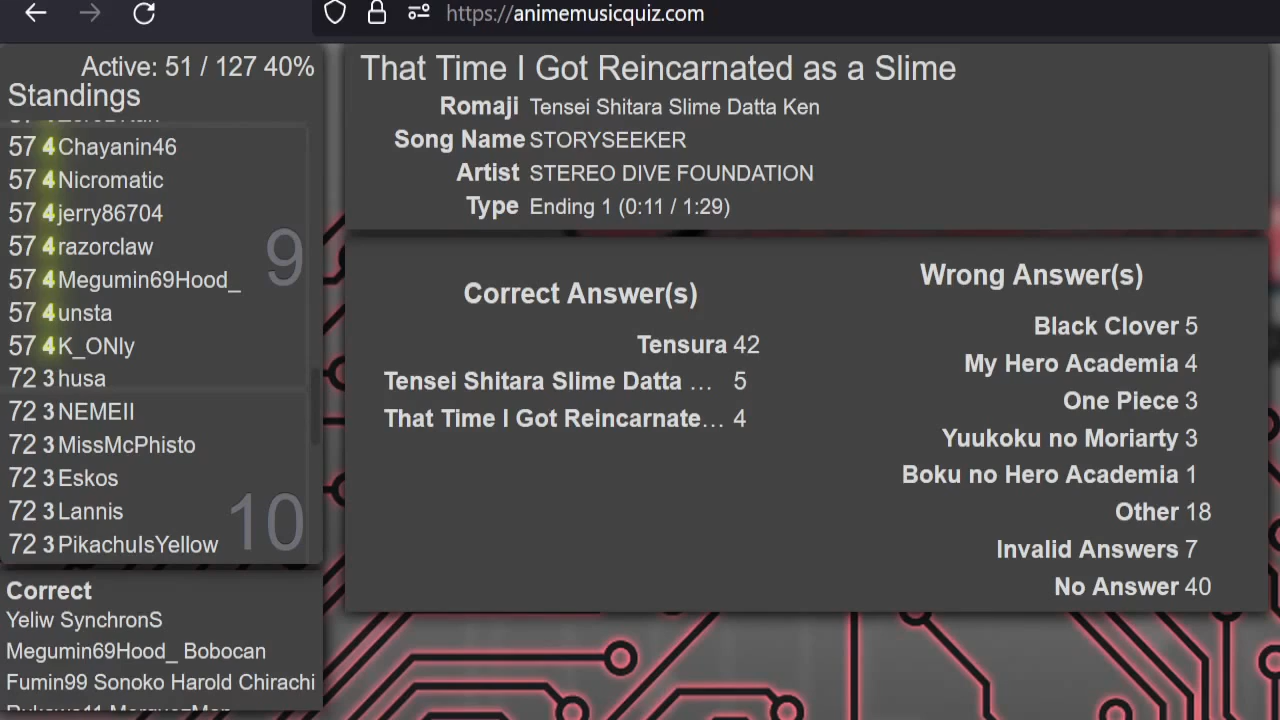 https://animemusicquiz.com
Active: 51 / 127 40%
Standings
57 4 Chayanin46
57 4 Nicromatic
57 4 jerry86704
57 4 razorclaw
57 4 Megumin69Hood_
9
57 4 unsta
57 4 K_ONly
72 3 husa
72 3 NEMEII
72 3 MissMcPhisto
72 3 Eskos
72 3 Lannis
10
72 3 PikachuIsYellow
Correct
Yeliw SynchronS
Megumin69Hood_ Bobocan
Fumin99 Sonoko Harold Chirachi
That Time I Got Reincarnated as a Slime
Romaji Tensei Shitara Slime Datta Ken
Song Name STORYSEEKER
Artist STEREO DIVE FOUNDATION
Type Ending 1 (0:11 / 1:29)
Correct Answer(s)
Tensura 42
Tensei Shitara Slime Datta … 5
That Time I Got Reincarnate… 4
Wrong Answer(s)
Black Clover 5
My Hero Academia 4
One Piece 3
Yuukoku no Moriarty 3
Boku no Hero Academia 1
Other 18
Invalid Answers 7
No Answer 40